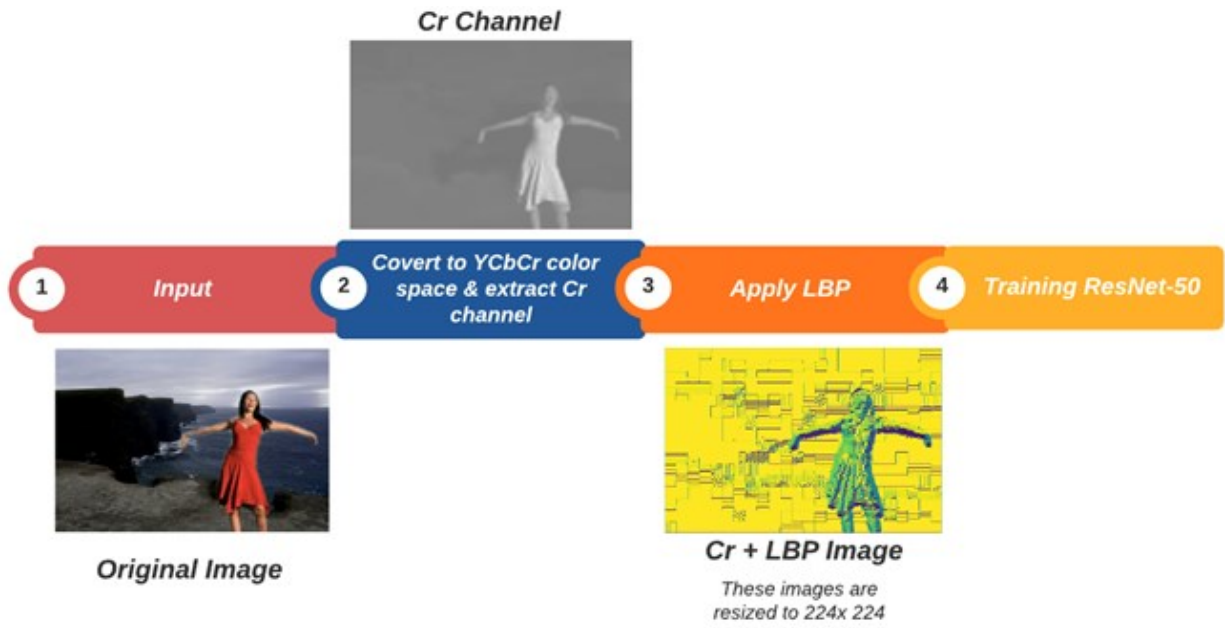 Cr Channel
1
Input
2
Covert to YCbCr color
space & extract Cr
channel
3
Apply LBP
4
Training ResNet-50
Original Image
Cr + LBP Image
These images are
resized to 224x 224